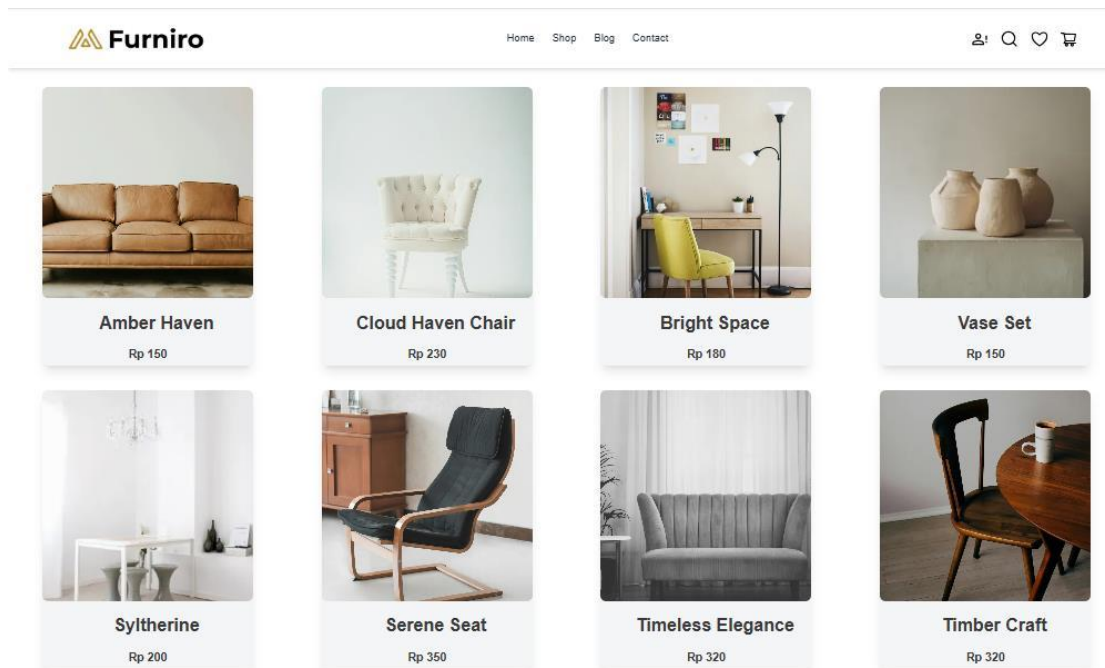 Furniro
Home Shop Blog Contact
Amber Haven
Rp 150
Cloud Haven Chair
Rp 230
Bright Space
Rp 180
Vase Set
Rp 150
Syltherine
Rp 200
Serene Seat
Rp 350
Timeless Elegance
Rp 320
Timber Craft
Rp 320